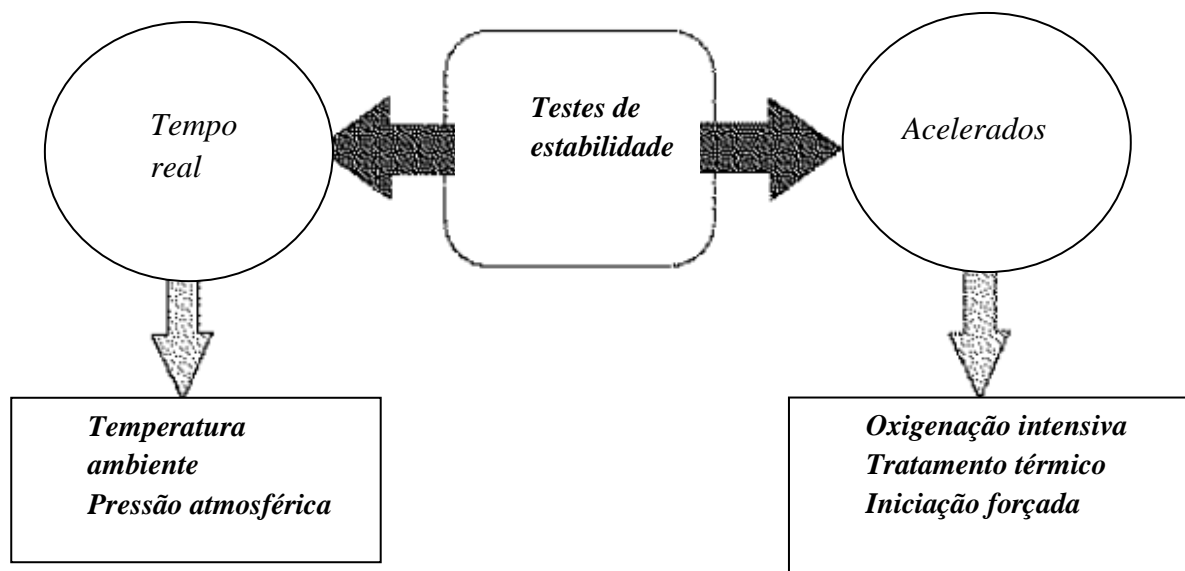 Tempo
real
Testes de
estabilidade
Acelerados
Temperatura
ambiente
Pressão atmosférica
Oxigenação intensiva
Tratamento térmico
Iniciação forçada